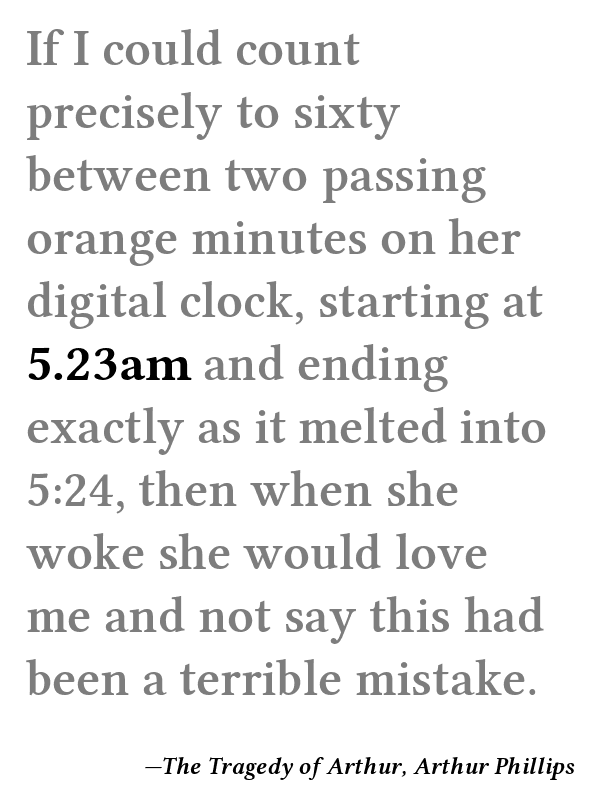 If I could count
precisely to sixty
between two passing
orange minutes on her
digital clock, starting at
5.23am and ending
exactly as it melted into
5:24, then when she
woke she would love
me and not say this had
been a terrible mistake.
—The Tragedy of Arthur, Arthur Phillips